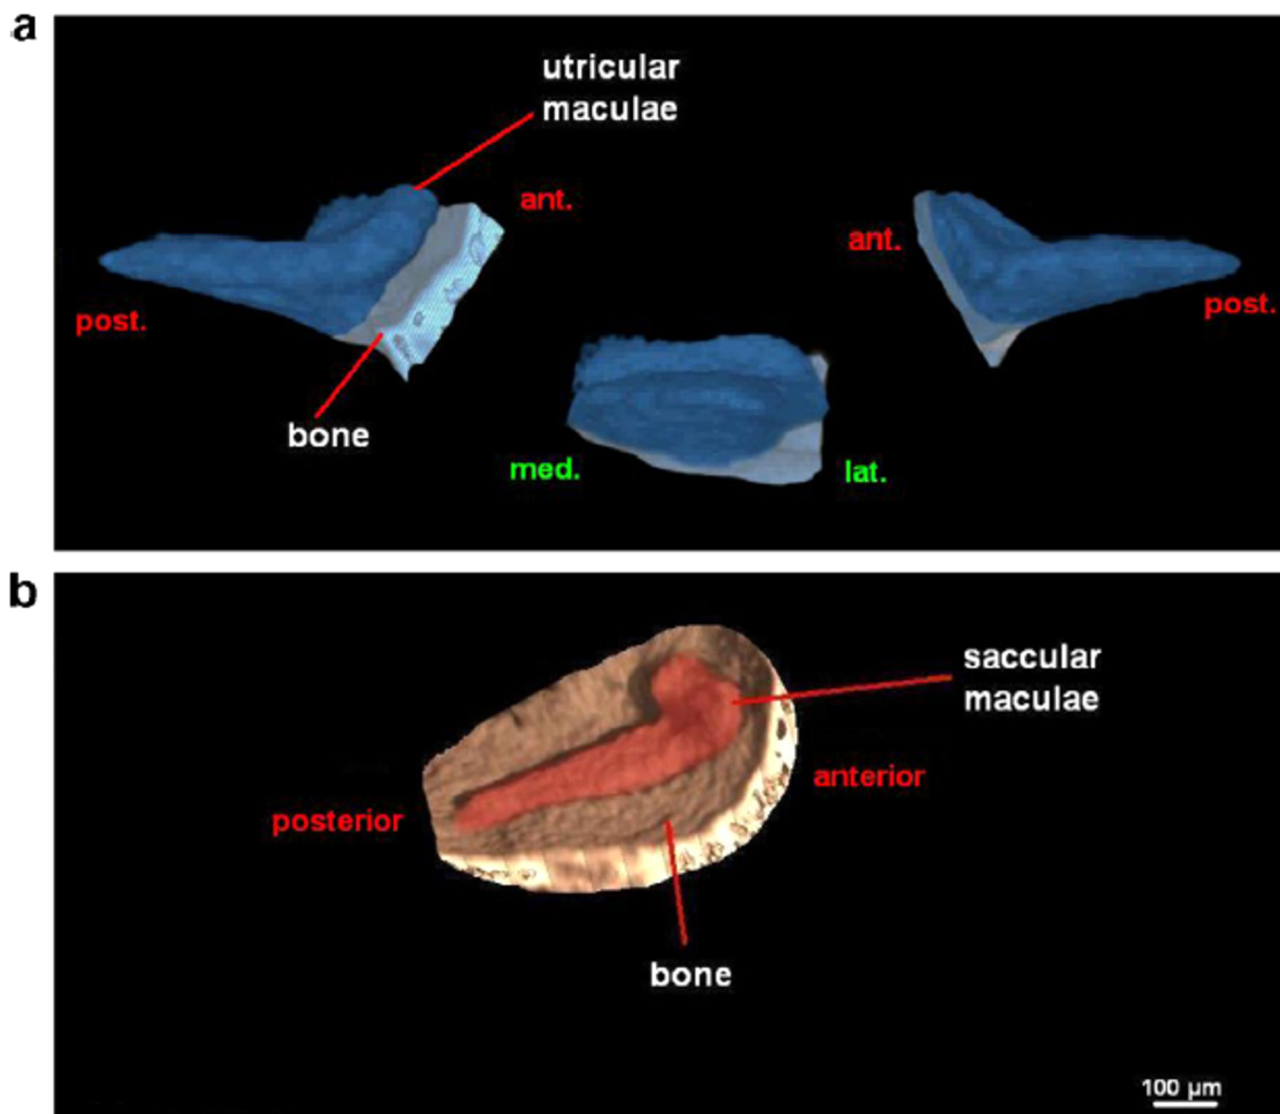 a
utricular
maculae
ant.
ant.
post.
post.
bone
med.
lat.
b
saccular
maculae
anterior
posterior
bone
100 µm